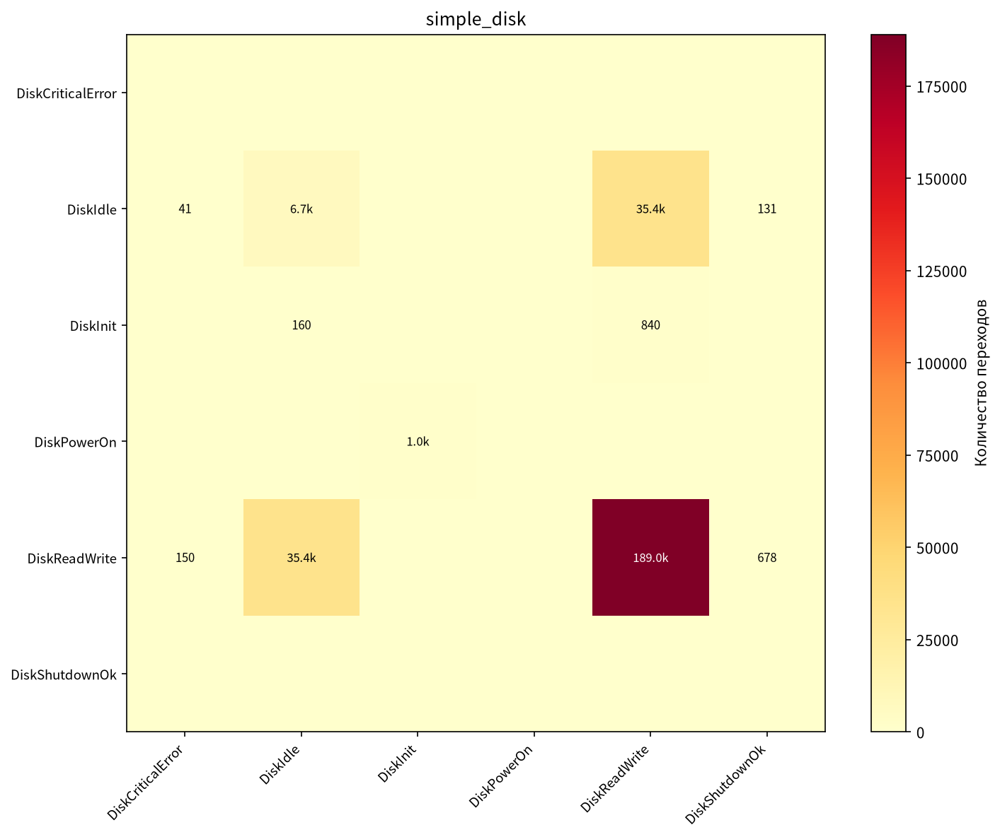 simple_disk
DiskCriticalError
DiskIdle 41 6.7k 35.4k 131
DiskInit 160 840
DiskPowerOn 1.0k
DiskReadWrite 150 35.4k 189.0k 678
DiskShutdownOk
DiskCriticalError
DiskIdle
DiskInit
DiskPowerOn
DiskReadWrite
DiskShutdownOk
175000
150000
125000
100000
75000
50000
25000
0
Количество переходов